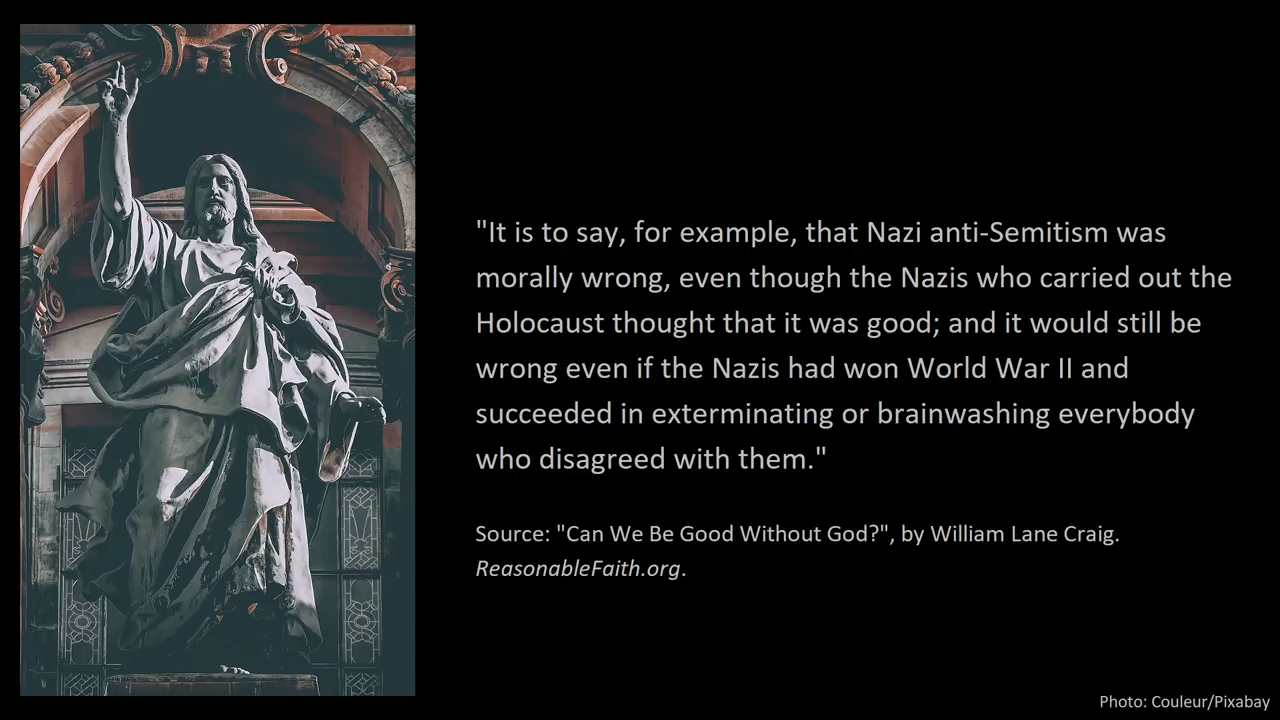 "It is to say, for example, that Nazi anti-Semitism was
morally wrong, even though the Nazis who carried out the
Holocaust thought that it was good; and it would still be
wrong even if the Nazis had won World War II and
succeeded in exterminating or brainwashing everybody
who disagreed with them."
Source: "Can We Be Good Without God?", by William Lane Craig.
ReasonableFaith.org.
Photo: Couleur/Pixabay